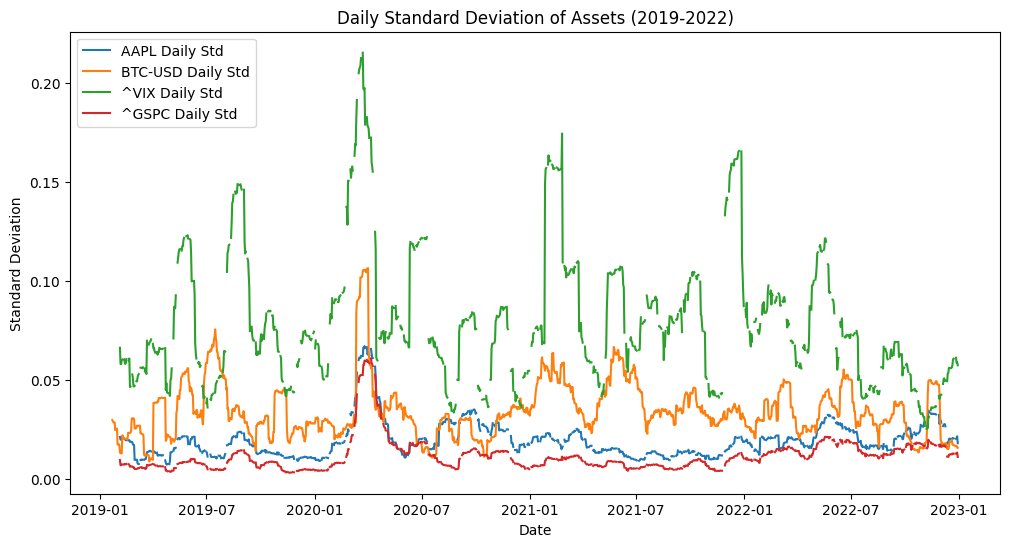 Daily Standard Deviation of Assets (2019-2022)
AAPL Daily Std
BTC-USD Daily Std
^VIX Daily Std
^GSPC Daily Std
Standard Deviation
0.20
0.15
0.10
0.05
0.00
2019-01 2019-07 2020-01 2020-07 2021-01 2021-07 2022-01 2022-07 2023-01
Date